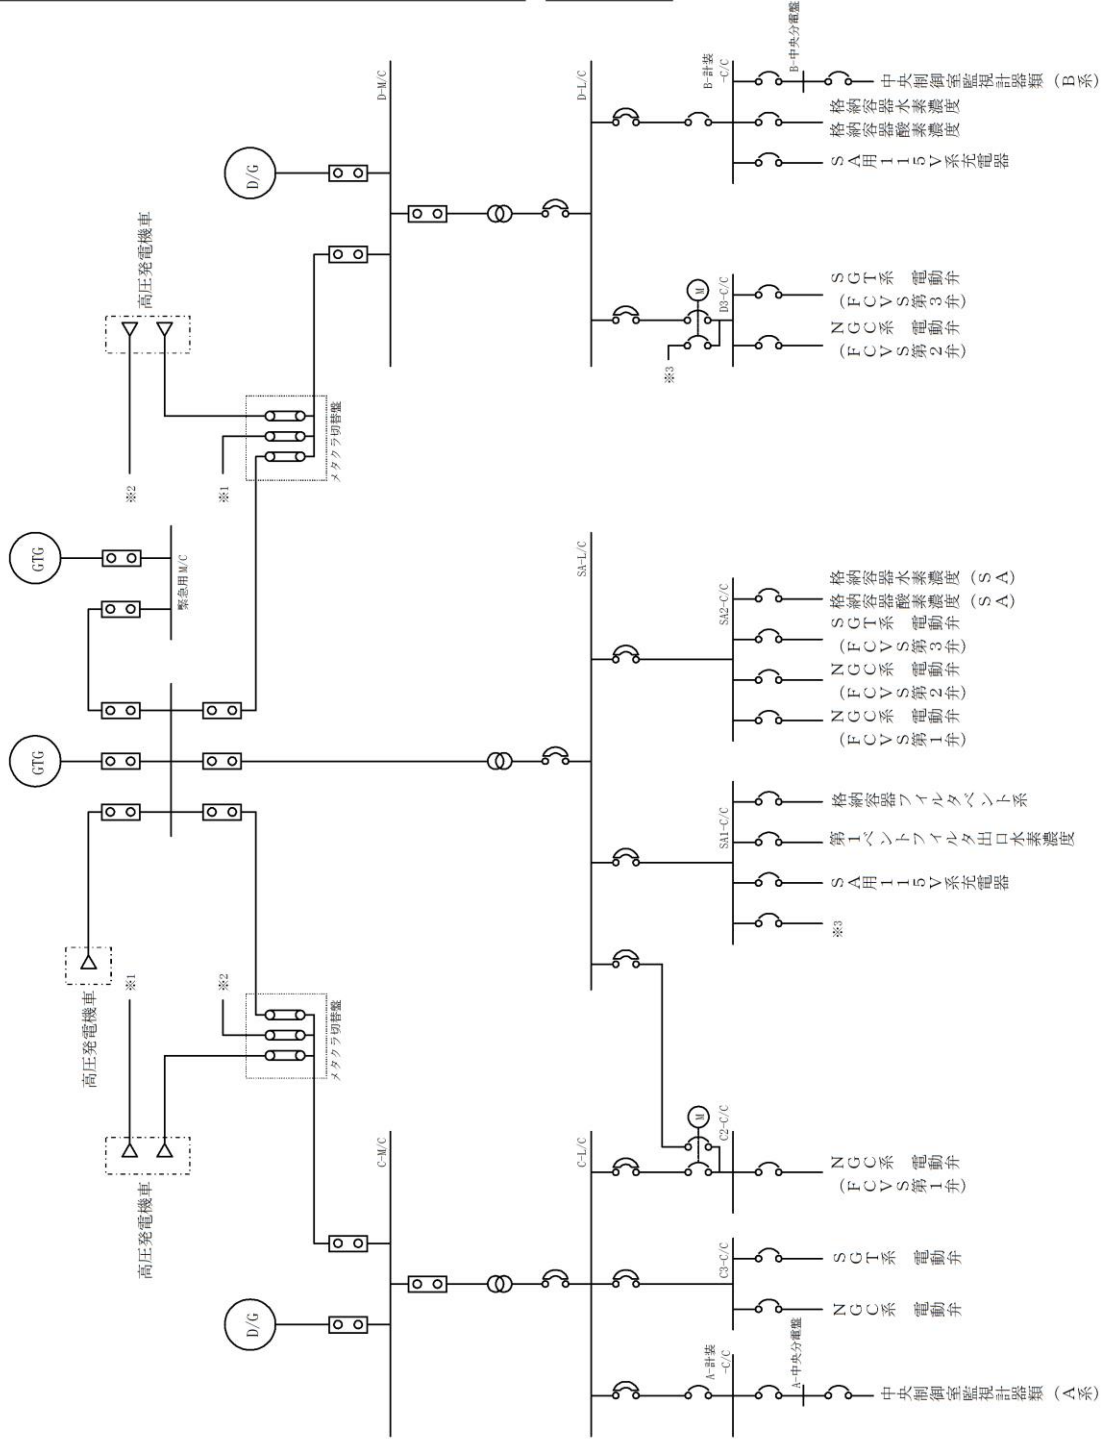 GTG
GTG
緊急用M/C
高圧発電機車
高圧発電機車
高圧発電機車
※1
※2
※2
※1
メタクラ切替盤
メタクラ切替盤
D/G
D/G
C-M/C
D-M/C
C-L/C
SA-L/C
D-L/C
A-計装
-C/C
C3-C/C
C2-C/C
SA1-C/C
SA2-C/C
D3-C/C
B-計装
-C/C
M
M
※3
A-中央分電盤
B-中央分電盤
中央制御室監視計器類(A系)
NGC系 電動弁
SGT系 電動弁
NGC系 電動弁
(FCVS第1弁)
※3
SA用115V系充電器
第1ベントフィルタ出口水素濃度
格納容器フィルタベント系
NGC系 電動弁
(FCVS第1弁)
NGC系 電動弁
(FCVS第2弁)
SGT系 電動弁
(FCVS第3弁)
格納容器水素濃度(SA)
格納容器酸素濃度(SA)
NGC系 電動弁
(FCVS第2弁)
SGT系 電動弁
(FCVS第3弁)
SA用115V系充電器
格納容器水素濃度
格納容器酸素濃度
中央制御室監視計器類(B系)